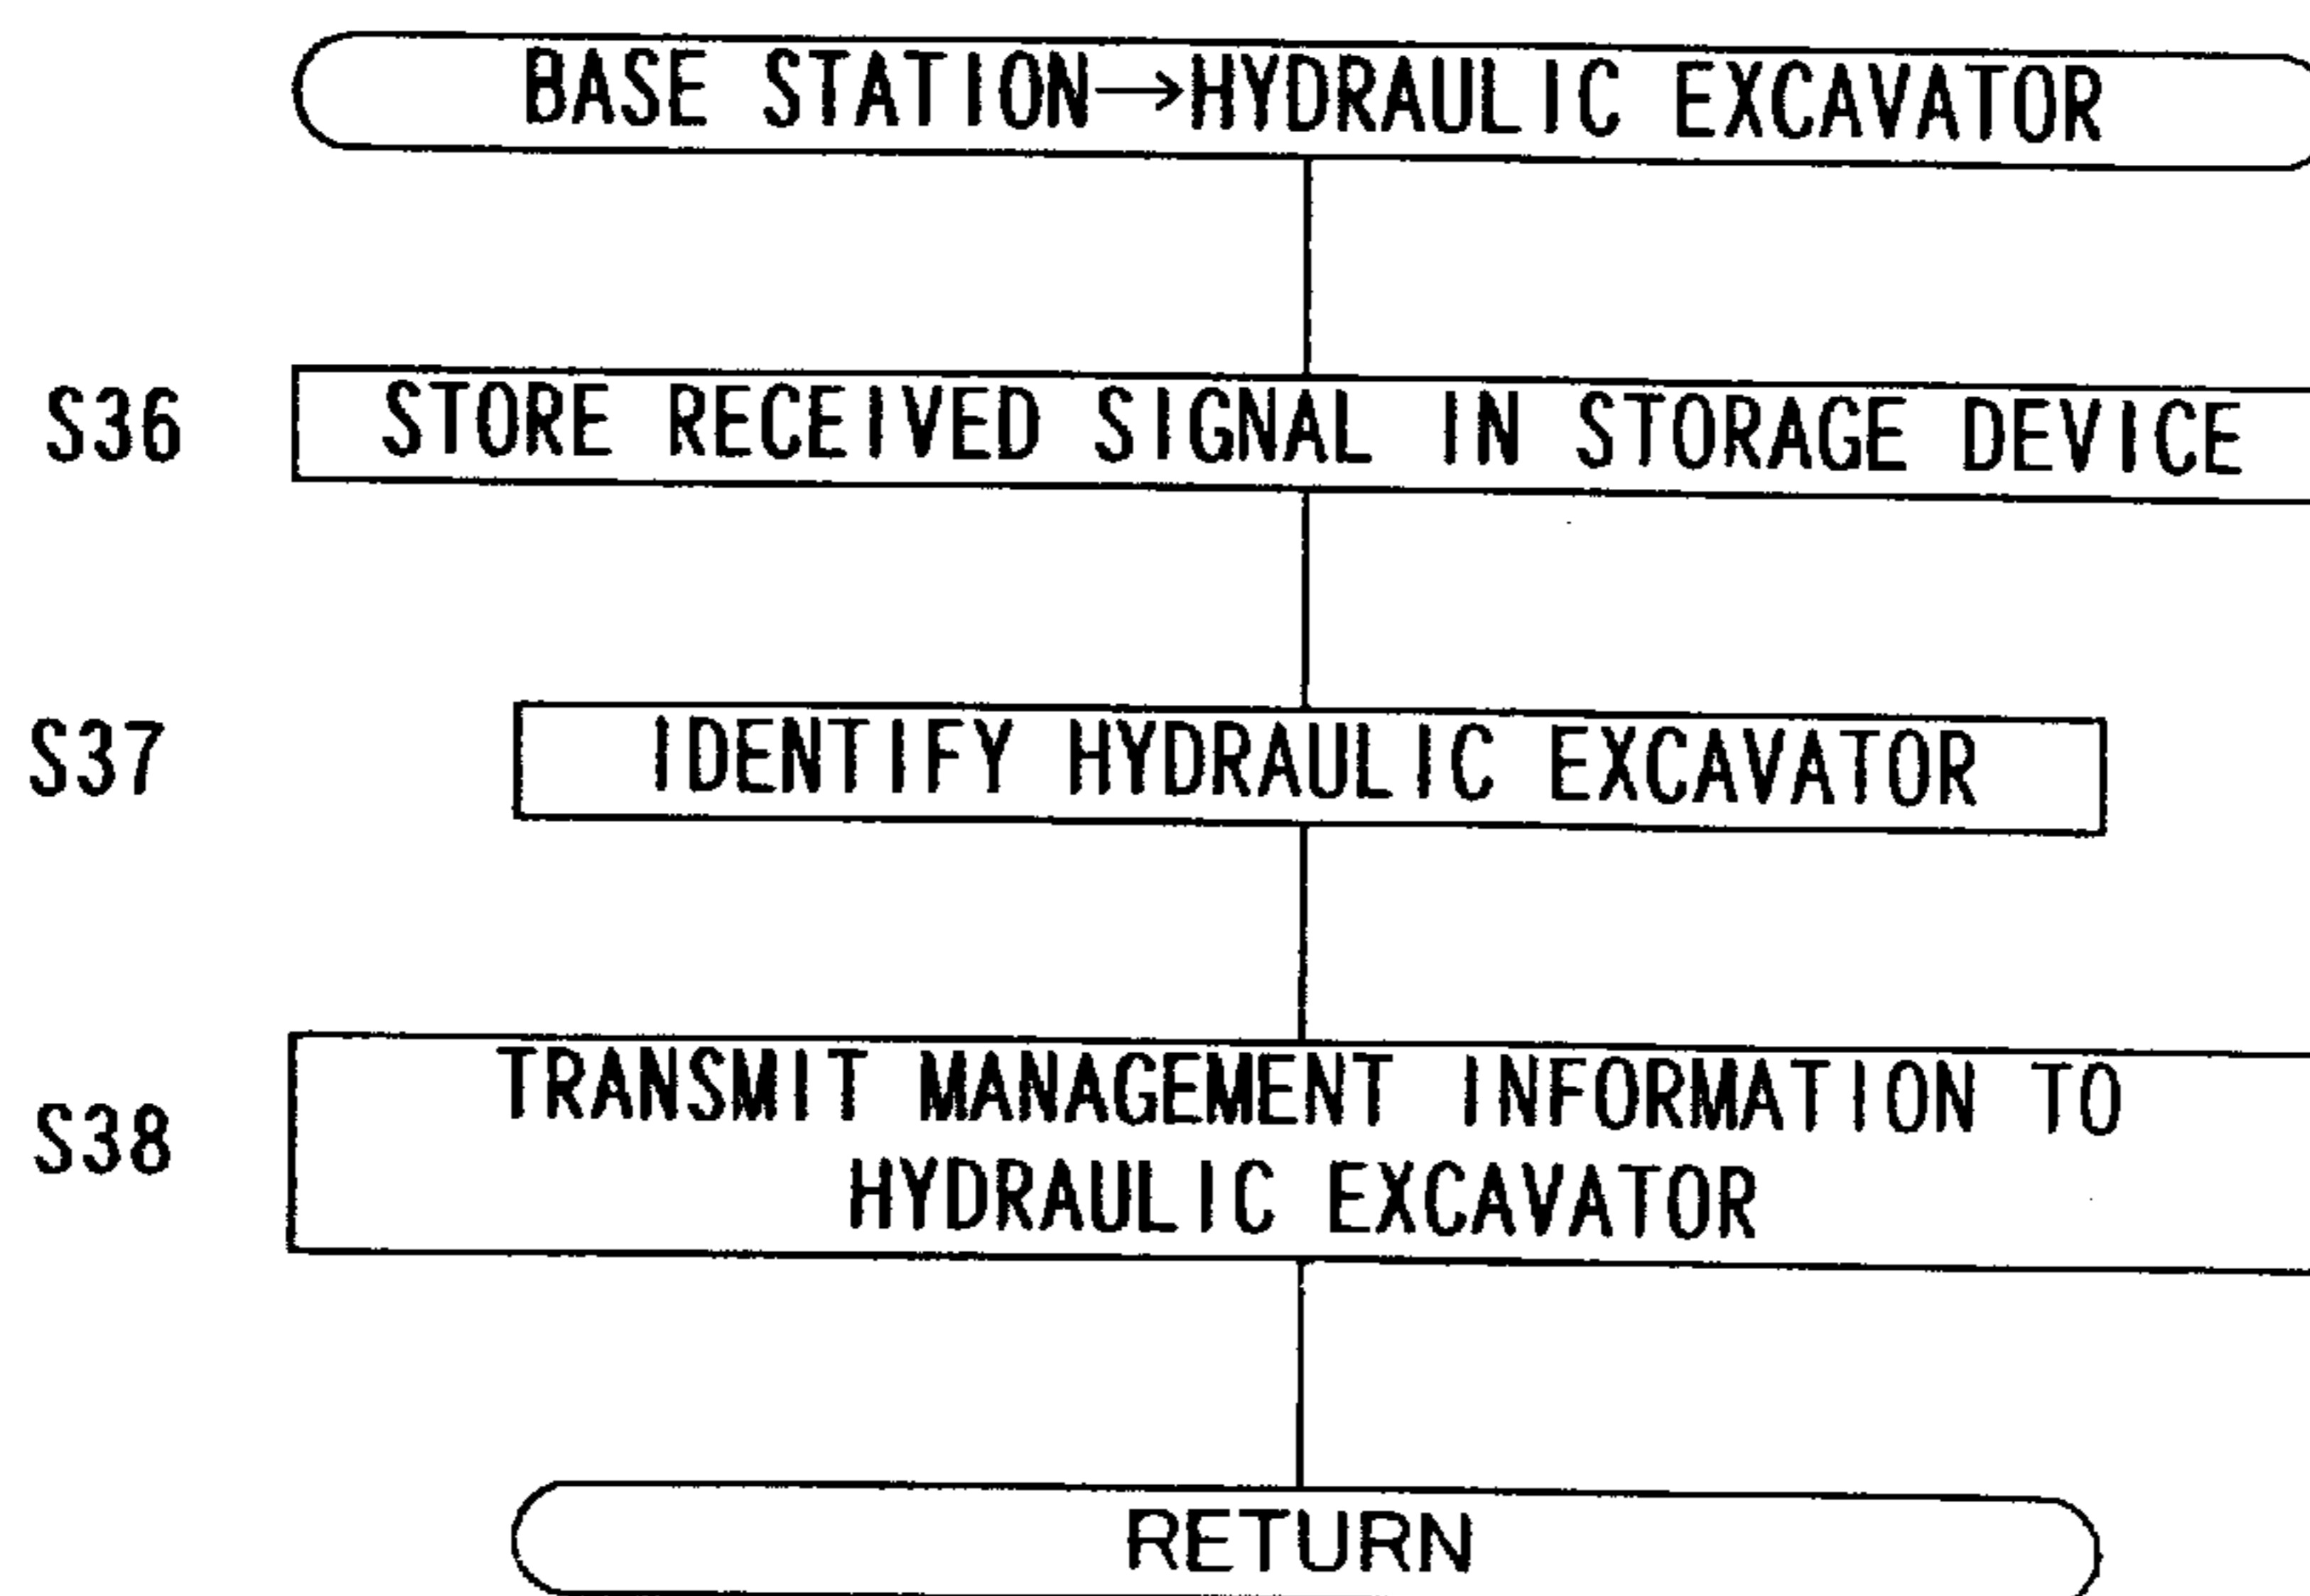 BASE STATION→HYDRAULIC EXCAVATOR
S36 STORE RECEIVED SIGNAL IN STORAGE DEVICE
S37 IDENTIFY HYDRAULIC EXCAVATOR
S38 TRANSMIT MANAGEMENT INFORMATION TO
HYDRAULIC EXCAVATOR
RETURN